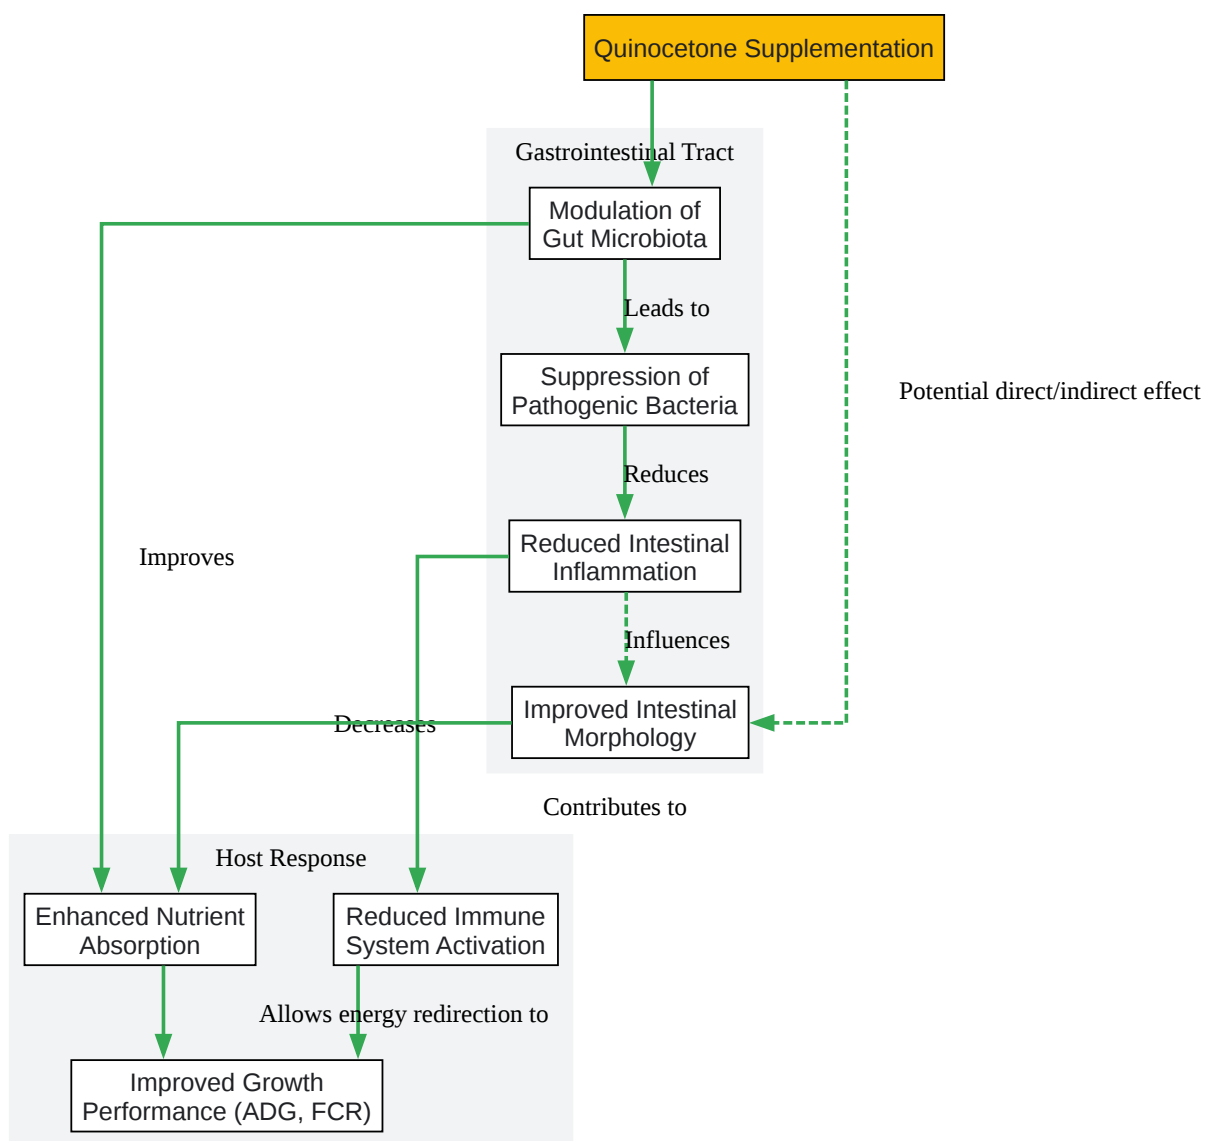 Quinocetone Supplementation
Gastrointestinal Tract
Modulation of
Gut Microbiota
Leads to
Suppression of
Pathogenic Bacteria
Potential direct/indirect effect
Reduces
Reduced Intestinal
Inflammation
Improves
Influences
Improved Intestinal
Morphology
Decreases
Contributes to
Host Response
Enhanced Nutrient
Absorption
Reduced Immune
System Activation
Allows energy redirection to
Improved Growth
Performance (ADG, FCR)